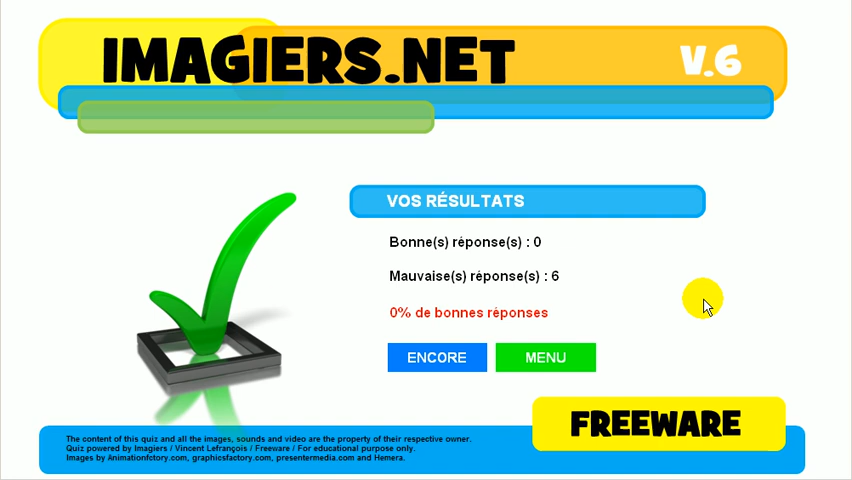 IMAGIERS.NET
V.6
VOS RÉSULTATS
Bonne(s) réponse(s) : 0
Mauvaise(s) réponse(s) : 6
0% de bonnes réponses
ENCORE
MENU
FREEWARE
The content of this quiz and all the images, sounds and video are the property of their respective owner.
Quiz powered by Imagiers / Vincent Lefrançois / Freeware / For educational purpose only.
Images by Animationfctory.com, graphicsfactory.com, presentermedia.com and Hemera.